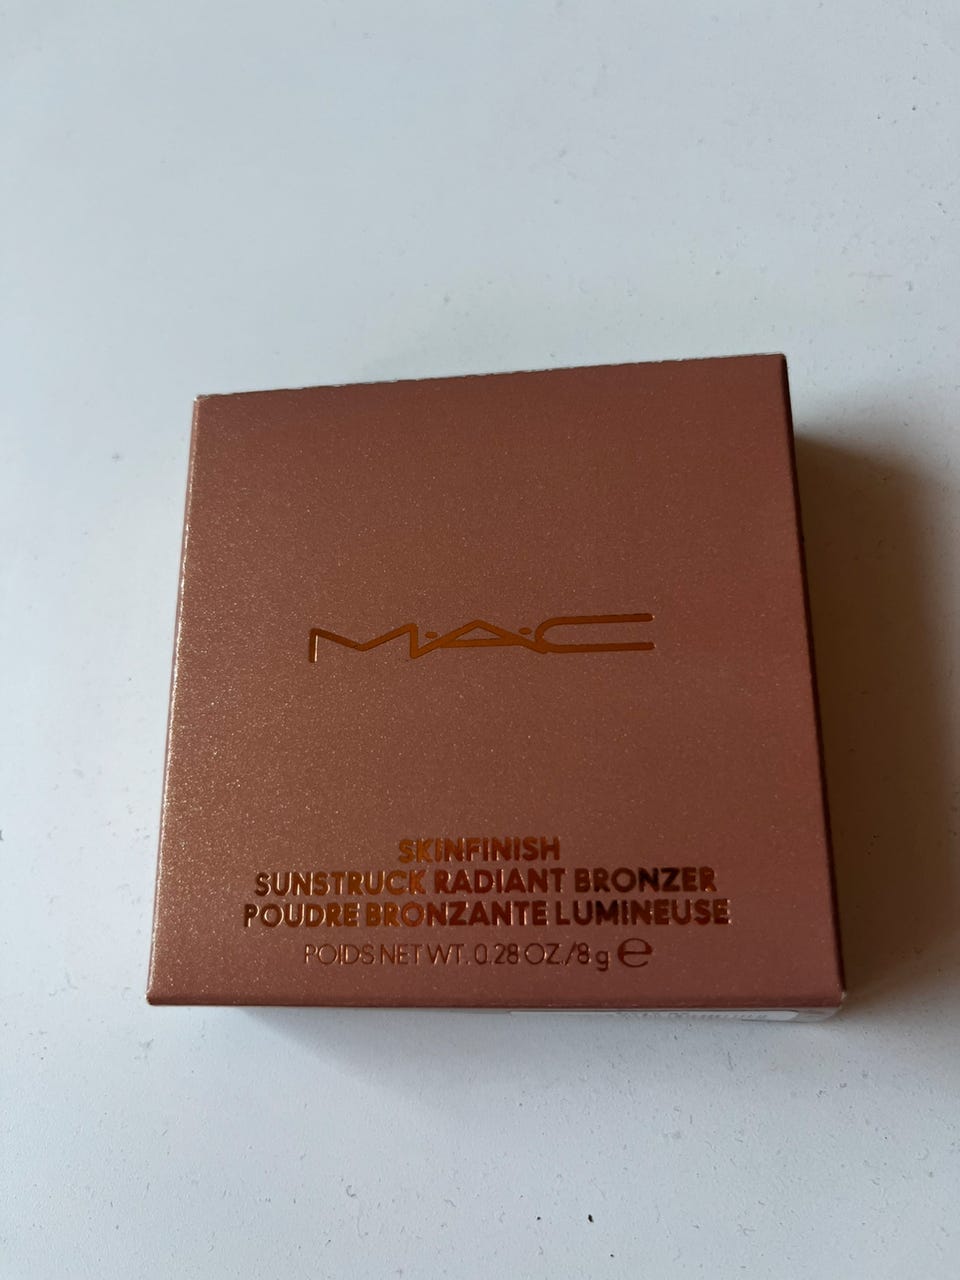 M·A·C
SKINFINISH
SUNSTRUCK RADIANT BRONZER
POUDRE BRONZANTE LUMINEUSE
POIDS NET WT. 0.28 OZ./8 g ℮